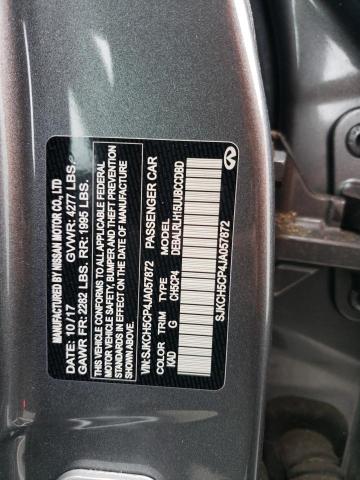 MFD BY NISSAN MOTOR CO, LTD
DATE: 10/17 GVWR: 4277 LBS.
GAWR FR: 2282 LBS. RR: 1995 LBS.
THIS VEHICLE CONFORMS TO ALL APPLICABLE FEDERAL
MOTOR VEHICLE SAFETY, BUMPER, AND THEFT PREVENTION
STANDARDS IN EFFECT ON THE DATE OF MANUFACTURE
SHOWN ABOVE.
VIN:SJKCH5CP4JA057872 PASSENGER CAR
COLOR TRIM MODEL
KAD G CH5CP4 DEBALRLH15UUBCCDBD
SJKCH5CP4JA057872